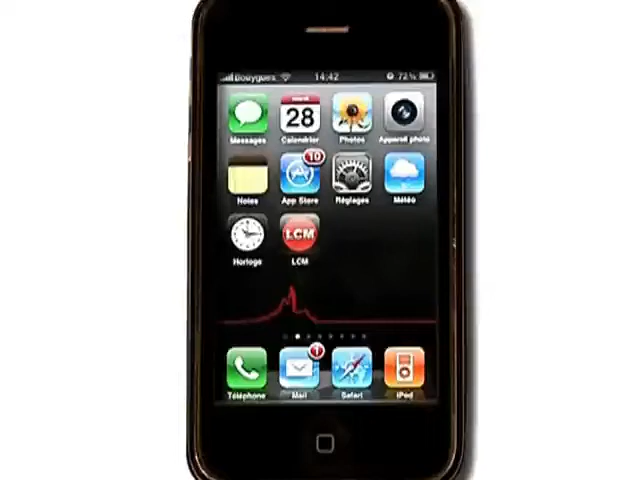 Bouygues 14:42 72 %
Messages Calendrier Photos Appareil photo
28
10
Notes App Store Réglages Météo
LCM
Horloge LCM
1
Téléphone Mail Safari iPod